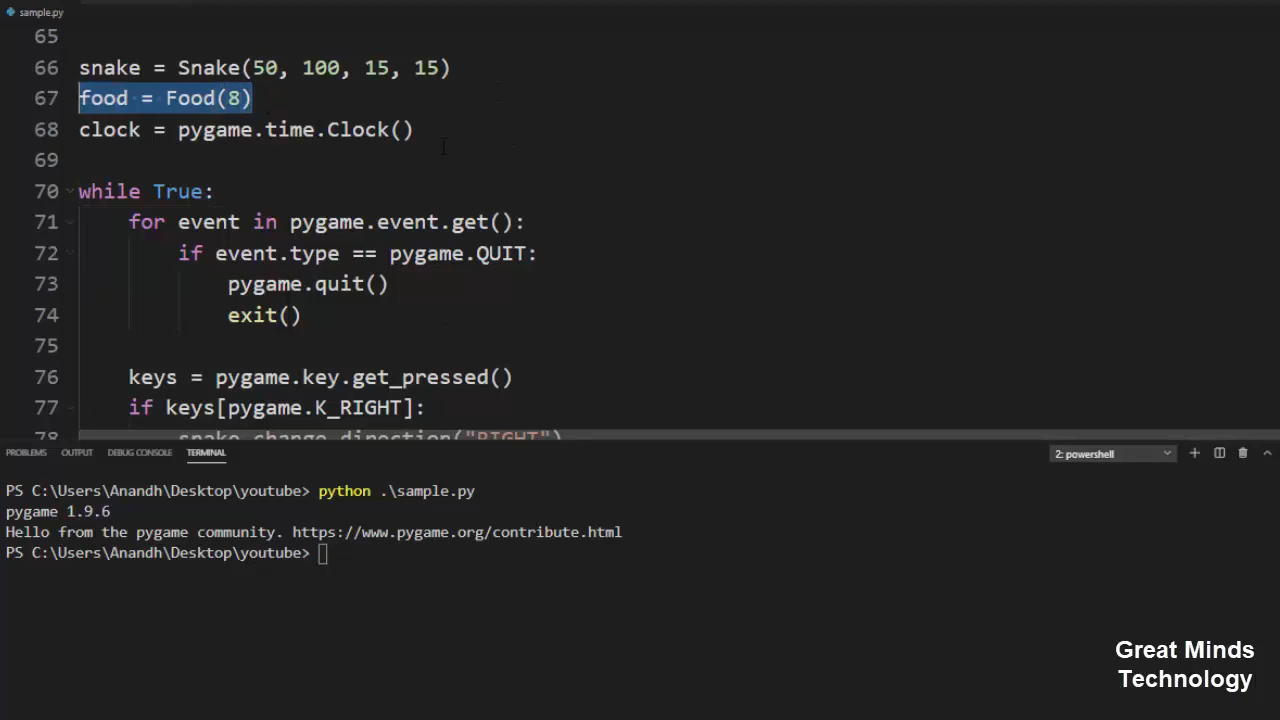 sample.py
65
66 snake = Snake(50, 100, 15, 15)
67 food = Food(8)
68 clock = pygame.time.Clock()
69
70 while True:
71 for event in pygame.event.get():
72 if event.type == pygame.QUIT:
73 pygame.quit()
74 exit()
75
76 keys = pygame.key.get_pressed()
77 if keys[pygame.K_RIGHT]:
78 snake.change_direction("RIGHT")
PROBLEMS OUTPUT DEBUG CONSOLE TERMINAL 2: powershell
PS C:\Users\Anandh\Desktop\youtube> python .\sample.py
pygame 1.9.6
Hello from the pygame community. https://www.pygame.org/contribute.html
PS C:\Users\Anandh\Desktop\youtube>
Great Minds
Technology